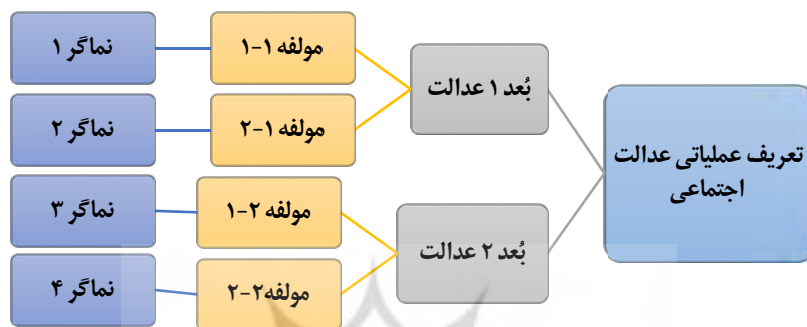 تعریف عملیاتی عدالت
اجتماعی
بُعد ۱ عدالت
مولفه ۱-۱
نماگر ۱
مولفه ۱-۲
نماگر ۲
بُعد ۲ عدالت
مولفه ۲-۱
نماگر ۳
مولفه۲-۲
نماگر ۴